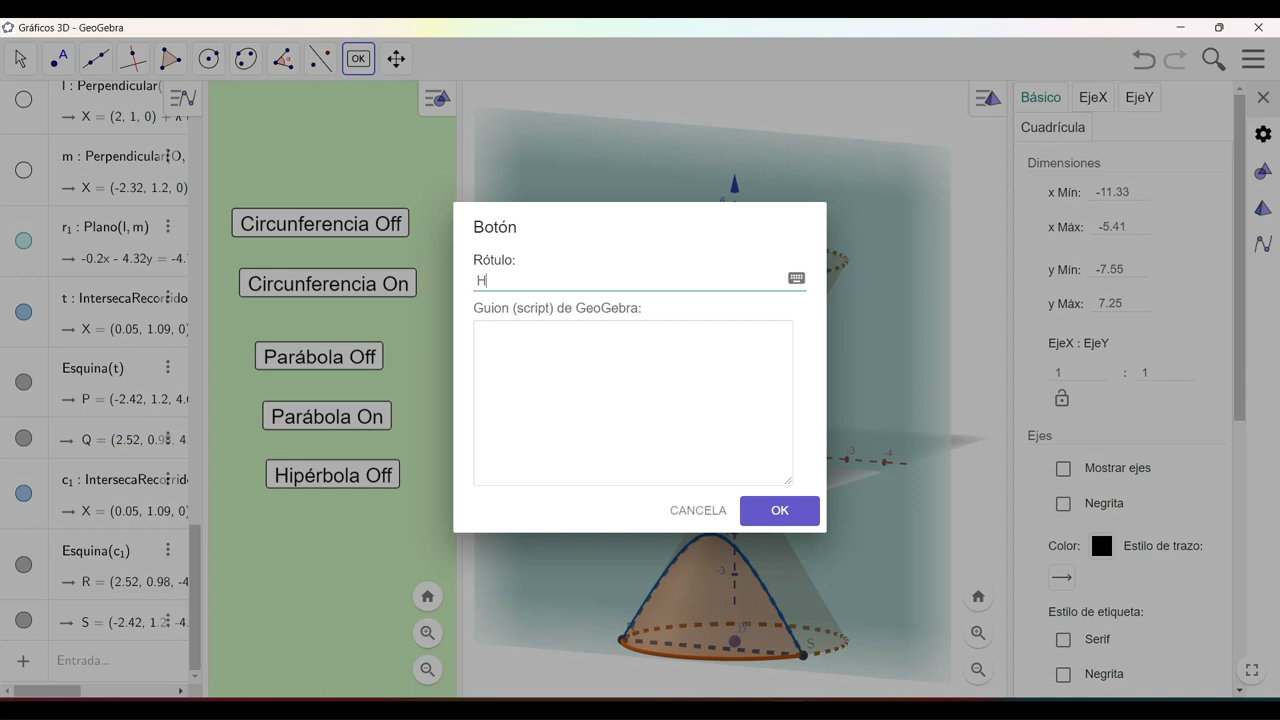 Gráficos 3D - GeoGebra
OK
l : Perpendicular(
→ X = (2, 1, 0) + λ
m : Perpendicular(O,
→ X = (-2.32, 1.2, 0)
r₁ : Plano(l, m)
→ -0.2x - 4.32y = -4.
t : IntersecaRecorrido
→ X = (0.05, 1.09, 0)
Esquina(t)
→ P = (-2.42, 1.2, 4.
→ Q = (2.52, 0.98, 4
c₁ : IntersecaRecorrido
→ X = (0.05, 1.09, 0)
Esquina(c₁)
→ R = (2.52, 0.98, -4
→ S = (-2.42, 1.2, -4.
Entrada...
Circunferencia Off
Circunferencia On
Parábola Off
Parábola On
Hipérbola Off
Botón
Rótulo:
H
Guion (script) de GeoGebra:
CANCELA
OK
-3
-4
-3
S
Básico
EjeX
EjeY
Cuadrícula
Dimensiones
x Mín: -11.33
x Máx: -5.41
y Mín: -7.55
y Máx: 7.25
EjeX : EjeY
1 : 1
Ejes
Mostrar ejes
Negrita
Color: Estilo de trazo:
Estilo de etiqueta:
Serif
Negrita